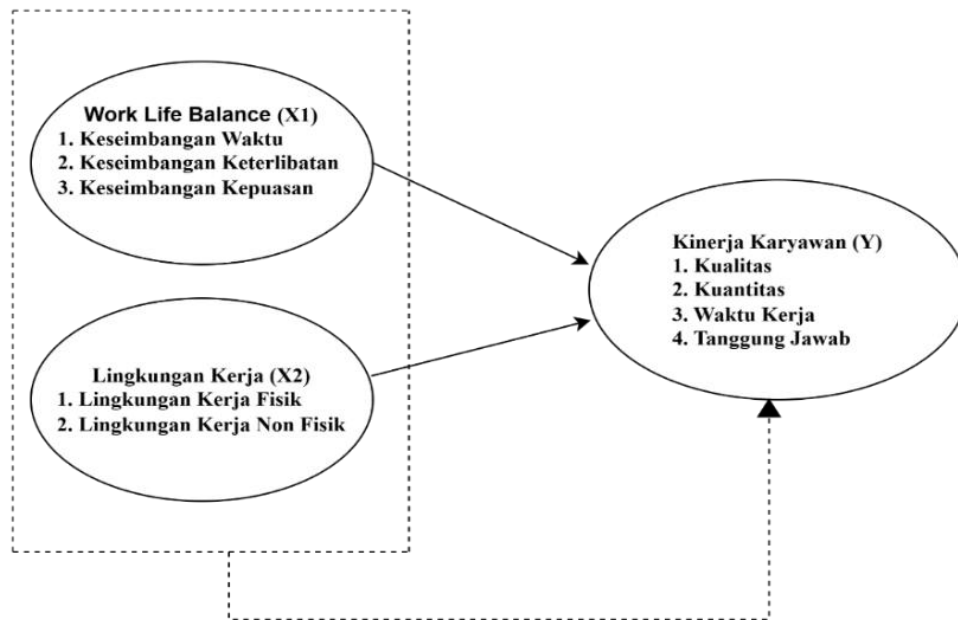 Work Life Balance (X1)
1. Keseimbangan Waktu
2. Keseimbangan Keterlibatan
3. Keseimbangan Kepuasan
Lingkungan Kerja (X2)
1. Lingkungan Kerja Fisik
2. Lingkungan Kerja Non Fisik
Kinerja Karyawan (Y)
1. Kualitas
2. Kuantitas
3. Waktu Kerja
4. Tanggung Jawab